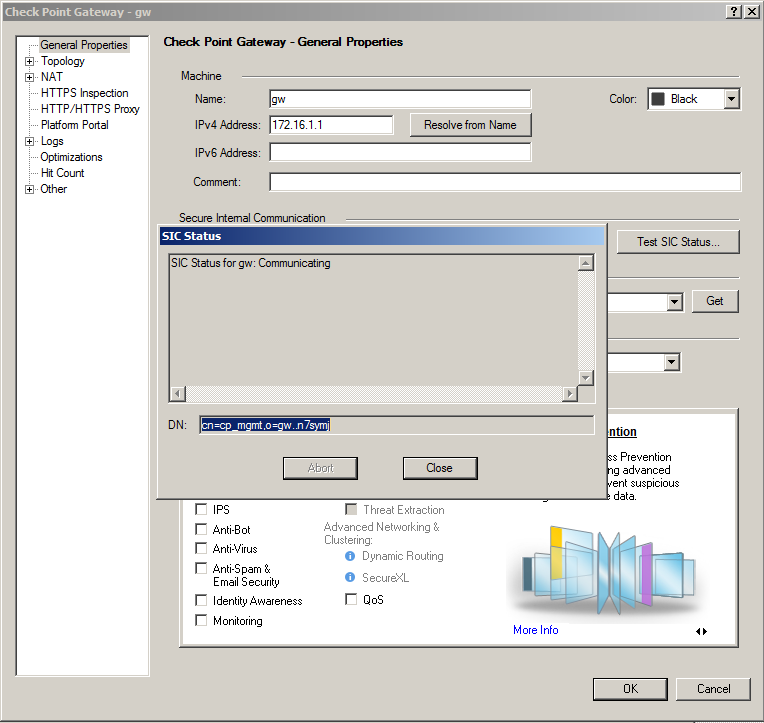 Check Point Gateway - gw
General Properties
Topology
NAT
HTTPS Inspection
HTTP/HTTPS Proxy
Platform Portal
Logs
Optimizations
Hit Count
Other
Check Point Gateway - General Properties
Machine
Name: gw
Color: Black
IPv4 Address: 172.16.1.1 Resolve from Name
IPv6 Address:
Comment:
Secure Internal Communication
Test SIC Status...
Get
SIC Status
SIC Status for gw: Communicating
DN: cn=cp_mgmt,o=gw..n7symj
Abort Close
ention
ss Prevention
ng advanced
vent suspicious
e data.
IPS
Anti-Bot
Anti-Virus
Anti-Spam &
Email Security
Identity Awareness
Monitoring
Threat Extraction
Advanced Networking &
Clustering:
Dynamic Routing
SecureXL
QoS
More Info
OK Cancel